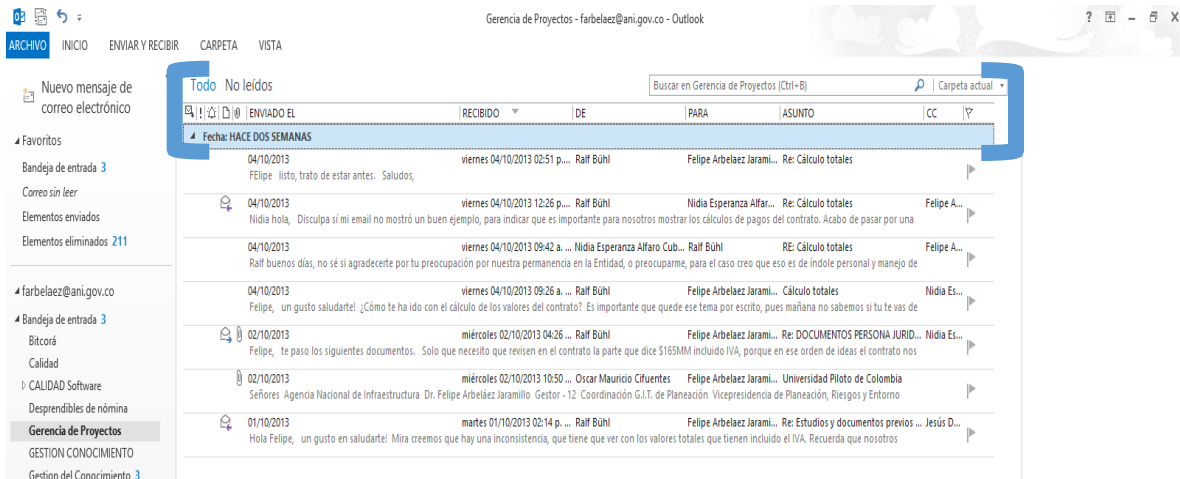 Gerencia de Proyectos - farbelaez@ani.gov.co - Outlook
ARCHIVO INICIO ENVIAR Y RECIBIR CARPETA VISTA
Nuevo mensaje de
correo electrónico
Favoritos
Bandeja de entrada 3
Correo sin leer
Elementos enviados
Elementos eliminados 211
farbelaez@ani.gov.co
Bandeja de entrada 3
Bitcorá
Calidad
CALIDAD Software
Desprendibles de nómina
Gerencia de Proyectos
GESTION CONOCIMIENTO
Gestion del Conocimiento 3
Todo No leídos
Buscar en Gerencia de Proyectos (Ctrl+B) Carpeta actual
ENVIADO EL RECIBIDO DE PARA ASUNTO CC
Fecha: HACE DOS SEMANAS
04/10/2013 viernes 04/10/2013 02:51 p.... Ralf Bühl Felipe Arbelaez Jarami... Re: Cálculo totales
FElipe listo, trato de estar antes. Saludos,
04/10/2013 viernes 04/10/2013 12:26 p.... Ralf Bühl Nidia Esperanza Alfar... Re: Cálculo totales Felipe A...
Nidia hola, Disculpa sí mi email no mostró un buen ejemplo, para indicar que es importante para nosotros mostrar los cálculos de pagos del contrato. Acabo de pasar por una
04/10/2013 viernes 04/10/2013 09:42 a. ... Nidia Esperanza Alfaro Cub... Ralf Bühl RE: Cálculo totales Felipe A...
Ralf buenos días, no sé si agradecerte por tu preocupación por nuestra permanencia en la Entidad, o preocuparme, para el caso creo que eso es de índole personal y manejo de
04/10/2013 viernes 04/10/2013 09:26 a. ... Ralf Bühl Felipe Arbelaez Jarami... Cálculo totales Nidia Es...
Felipe, un gusto saludarte! ¿Cómo te ha ido con el cálculo de los valores del contrato? Es importante que quede ese tema por escrito, pues mañana no sabemos si tu te vas de
02/10/2013 miércoles 02/10/2013 04:26 ... Ralf Bühl Felipe Arbelaez Jarami... Re: DOCUMENTOS PERSONA JURID... Nidia Es...
Felipe, te paso los siguientes documentos. Solo que necesito que revisen en el contrato la parte que dice $165MM incluido IVA, porque en ese orden de ideas el contrato nos
02/10/2013 miércoles 02/10/2013 10:50 ... Oscar Mauricio Cifuentes Felipe Arbelaez Jarami... Universidad Piloto de Colombia
Señores Agencia Nacional de Infraestructura Dr. Felipe Arbeláez Jaramillo Gestor - 12 Coordinación G.I.T. de Planeación Vicepresidencia de Planeación, Riesgos y Entorno
01/10/2013 martes 01/10/2013 02:14 p. ... Ralf Bühl Felipe Arbelaez Jarami... Re: Estudios y documentos previos ... Jesús D...
Hola Felipe, un gusto en saludarte! Mira creemos que hay una inconsistencia, que tiene que ver con los valores totales que tienen incluido el IVA. Recuerda que nosotros